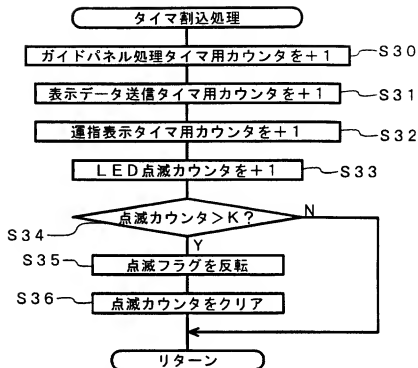 タイマ割込処理
ガイドパネル処理タイマ用カウンタを+1
S30
表示データ送信タイマ用カウンタを+1
S31
運指表示タイマ用カウンタを+1
S32
LED点滅カウンタを+1
S33
点滅カウンタ>K?
N
S34
Y
S35
点滅フラグを反転
S36
点滅カウンタをクリア
リターン